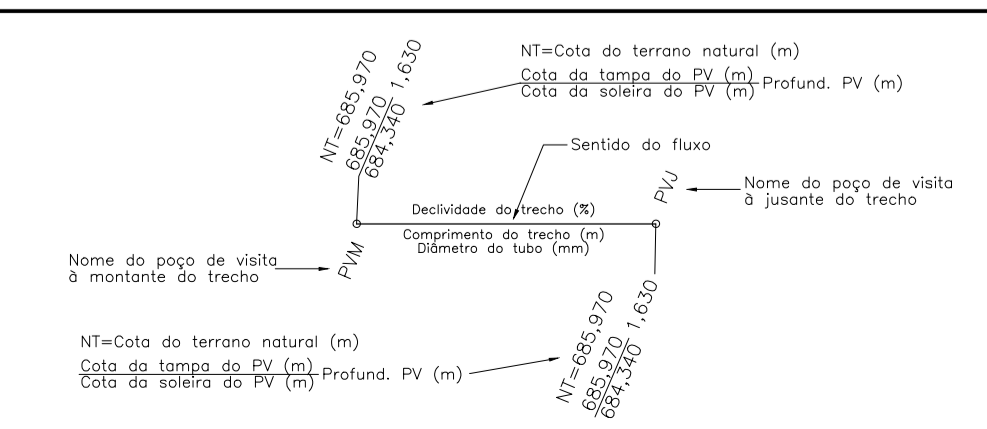 NT=685,970
685,970 1,630
684,340
NT=Cota do terrano natural (m)
Cota da tampa do PV (m)
Cota da soleira do PV (m)
Profund. PV (m)
Sentido do fluxo
PVJ
Nome do poço de visita
à jusante do trecho
Declividade do trecho (%)
Comprimento do trecho (m)
Diâmetro do tubo (mm)
PVM
Nome do poço de visita
à montante do trecho
NT=Cota do terrano natural (m)
Cota da tampa do PV (m)
Cota da soleira do PV (m)
Profund. PV (m)
NT=685,970
685,970 1,630
684,340